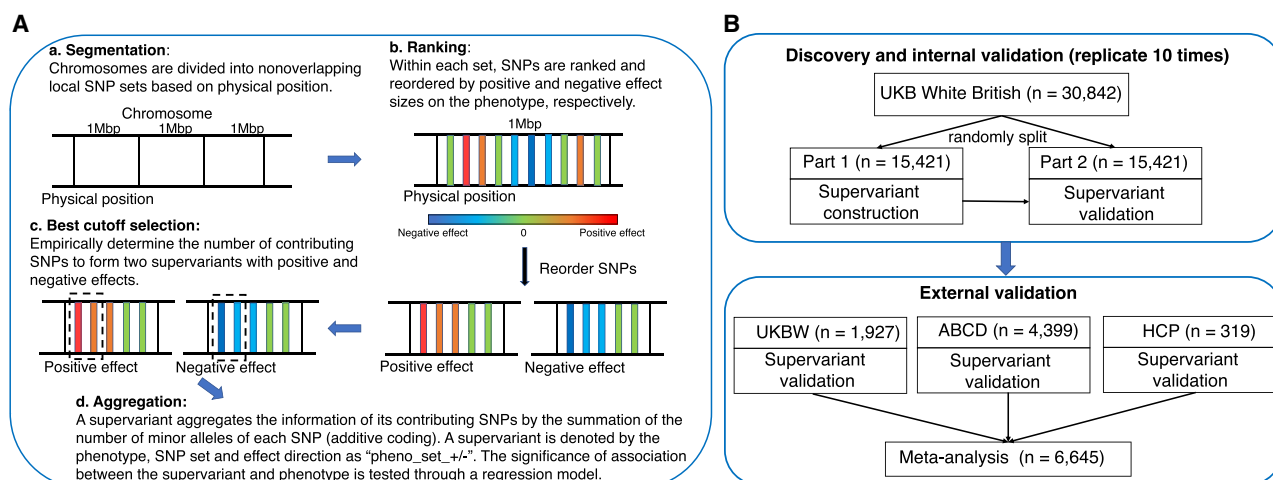 A
a. Segmentation:
Chromosomes are divided into nonoverlapping
local SNP sets based on physical position.
Chromosome
1Mbp 1Mbp 1Mbp
Physical position
b. Ranking:
Within each set, SNPs are ranked and
reordered by positive and negative effect
sizes on the phenotype, respectively.
1Mbp
Physical position
Negative effect 0 Positive effect
Reorder SNPs
Positive effect Negative effect
c. Best cutoff selection:
Empirically determine the number of contributing
SNPs to form two supervariants with positive and
negative effects.
Positive effect Negative effect
d. Aggregation:
A supervariant aggregates the information of its contributing SNPs by the summation of the
number of minor alleles of each SNP (additive coding). A supervariant is denoted by the
phenotype, SNP set and effect direction as “pheno_set_+/-”. The significance of association
between the supervariant and phenotype is tested through a regression model.
B
Discovery and internal validation (replicate 10 times)
UKB White British (n = 30,842)
randomly split
Part 1 (n = 15,421)
Supervariant
construction
Part 2 (n = 15,421)
Supervariant
validation
External validation
UKBW (n = 1,927)
Supervariant
validation
ABCD (n = 4,399)
Supervariant
validation
HCP (n = 319)
Supervariant
validation
Meta-analysis (n = 6,645)